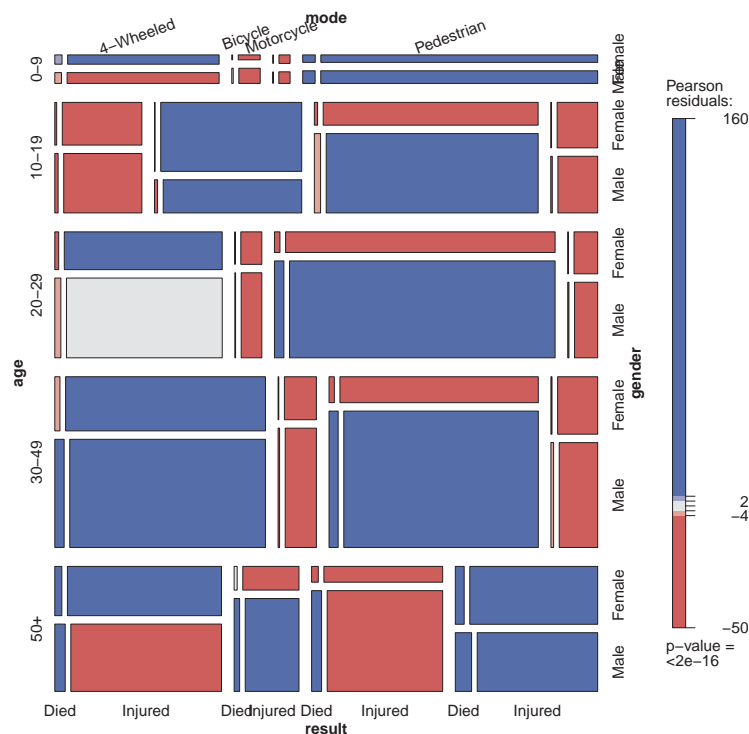 mode
4−Wheeled
Bicycle
Motorcycle
Pedestrian
age
0−9
10−19
20−29
30−49
50+
Female
Male
Female
Male
Female
Male
Female
Male
Female
Male
gender
Died
Injured
Died
Injured
Died
Injured
Died
Injured
result
Pearson
residuals:
160
2
−4
−50
p−value =
<2e−16